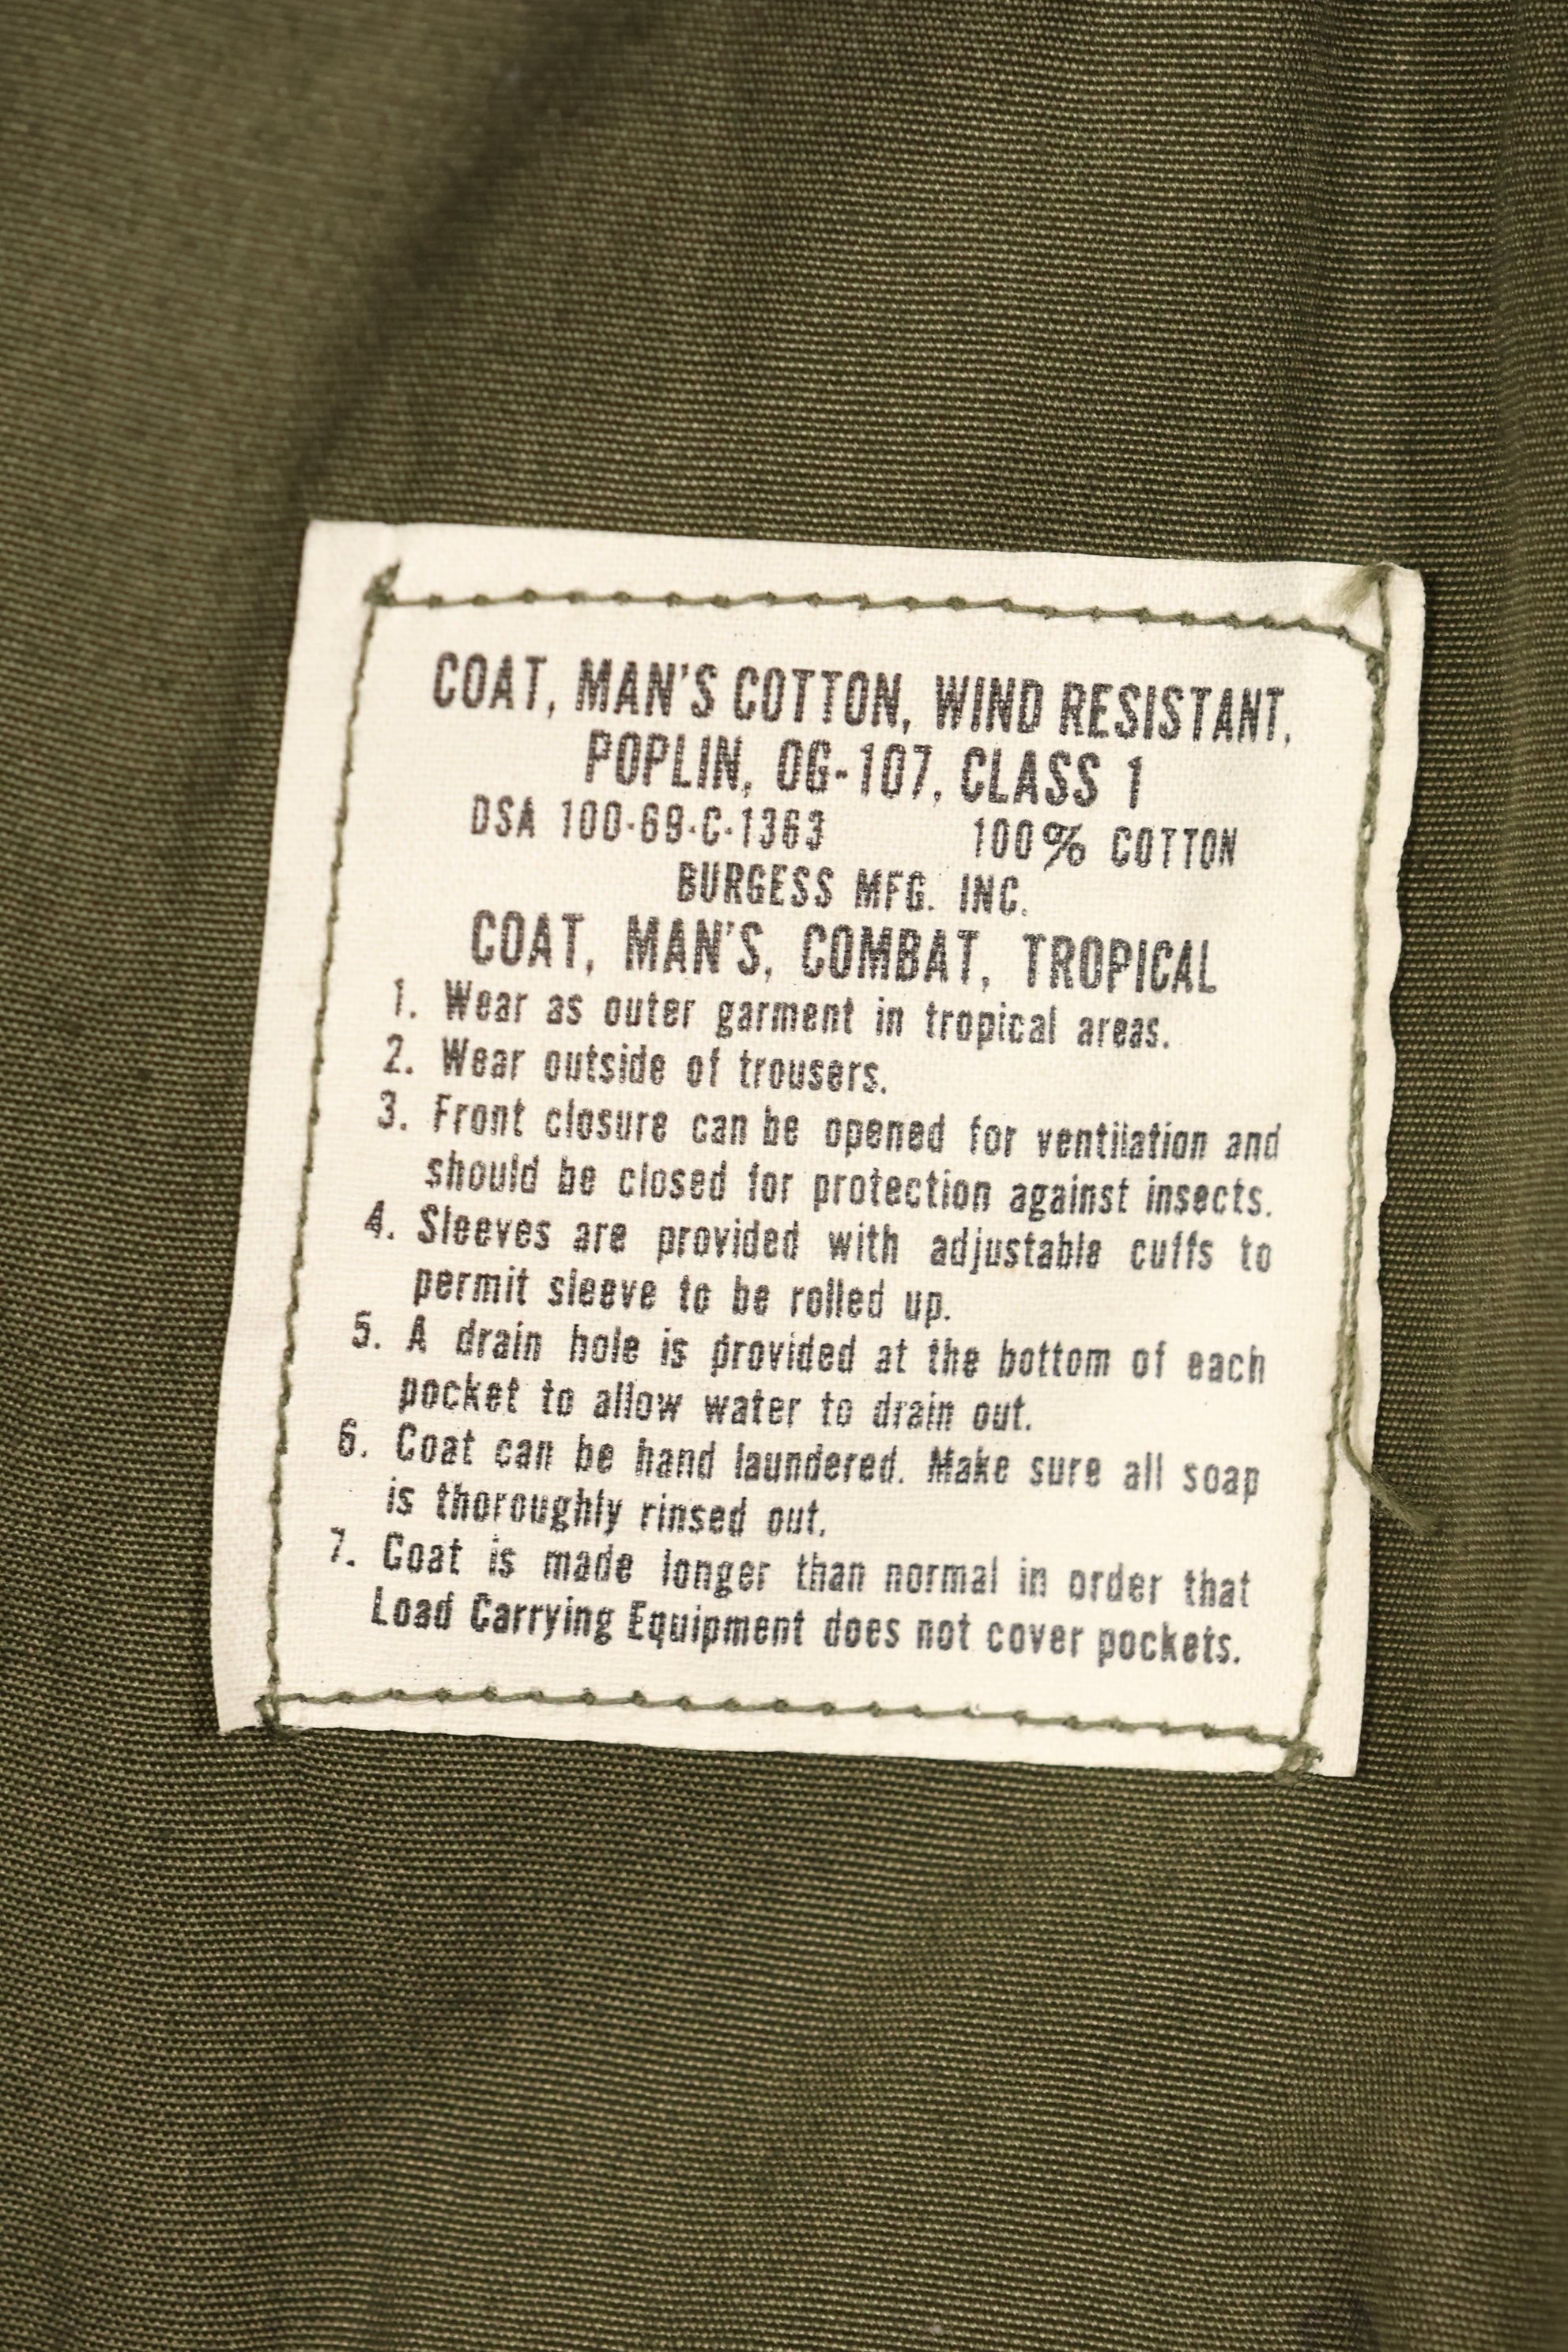 COAT, MAN'S COTTON, WIND RESISTANT,
POPLIN, OG-107, CLASS 1
DSA 100-69-C-1363 100% COTTON
BURGESS MFG. INC.
COAT, MAN'S, COMBAT, TROPICAL
1. Wear as outer garment in tropical areas.
2. Wear outside of trousers.
3. Front closure can be opened for ventilation and
should be closed for protection against insects.
4. Sleeves are provided with adjustable cuffs to
permit sleeve to be rolled up.
5. A drain hole is provided at the bottom of each
pocket to allow water to drain out.
6. Coat can be hand laundered. Make sure all soap
is thoroughly rinsed out.
7. Coat is made longer than normal in order that
Load Carrying Equipment does not cover pockets.